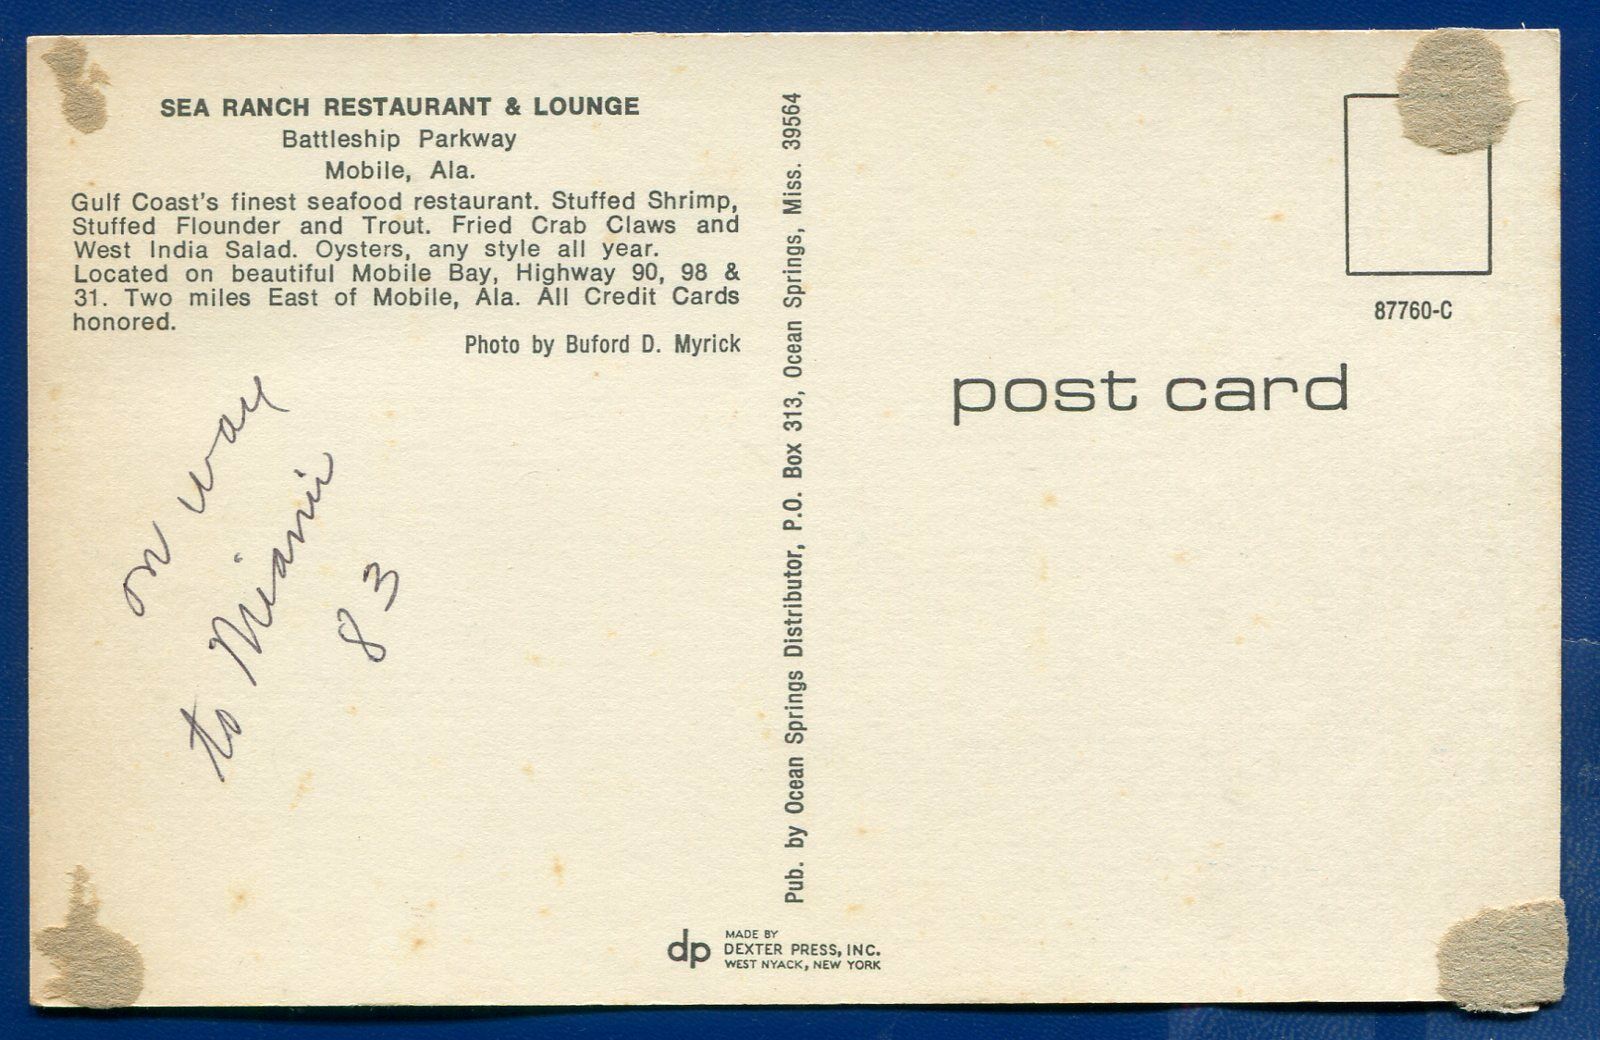 SEA RANCH RESTAURANT & LOUNGE
Battleship Parkway
Mobile, Ala.
Gulf Coast's finest seafood restaurant. Stuffed Shrimp,
Stuffed Flounder and Trout. Fried Crab Claws and
West India Salad. Oysters, any style all year.
Located on beautiful Mobile Bay, Highway 90, 98 &
31. Two miles East of Mobile, Ala. All Credit Cards
honored.
Photo by Buford D. Myrick
on way
to Miami
83
Pub. by Ocean Springs Distributor, P.O. Box 313, Ocean Springs, Miss. 39564
87760-C
post card
dp
MADE BY
DEXTER PRESS, INC.
WEST NYACK, NEW YORK